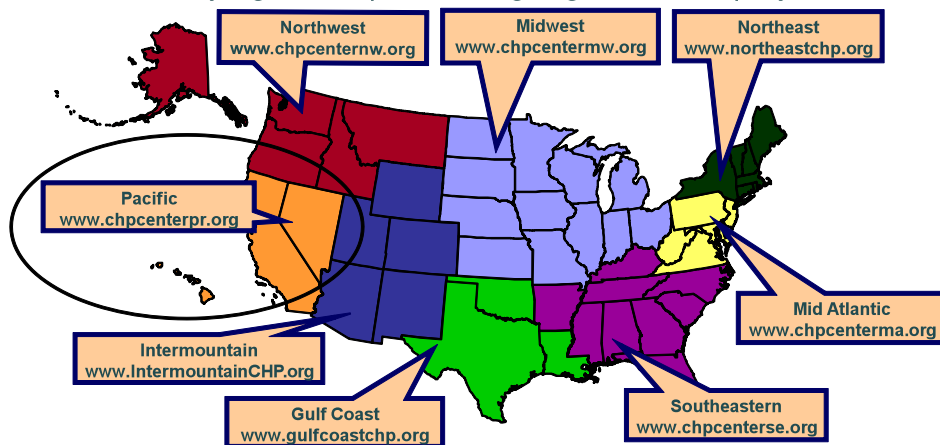 Northwest
www.chpcenternw.org
Midwest
www.chpcentermw.org
Northeast
www.northeastchp.org
Pacific
www.chpcenterpr.org
Mid Atlantic
www.chpcenterma.org
Intermountain
www.IntermountainCHP.org
Gulf Coast
www.gulfcoastchp.org
Southeastern
www.chpcenterse.org